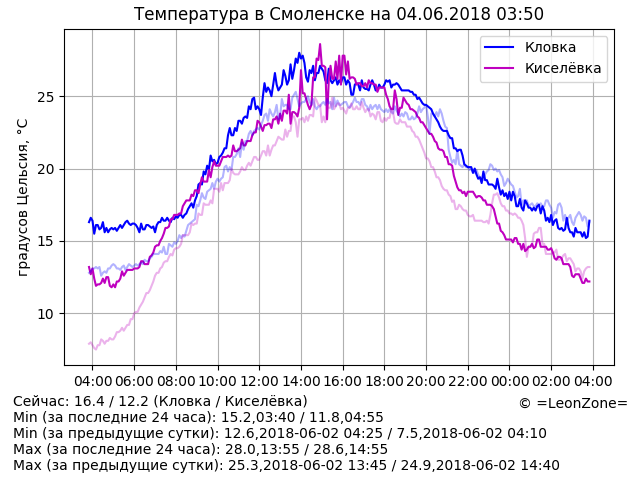 Температура в Смоленске на 04.06.2018 03:50
Кловка
Киселёвка
градусов Цельсия, °C
25
20
15
10
04:00 06:00 08:00 10:00 12:00 14:00 16:00 18:00 20:00 22:00 00:00 02:00 04:00
Сейчас: 16.4 / 12.2 (Кловка / Киселёвка)
© =LeonZone=
Min (за последние 24 часа): 15.2,03:40 / 11.8,04:55
Min (за предыдущие сутки): 12.6,2018-06-02 04:25 / 7.5,2018-06-02 04:10
Max (за последние 24 часа): 28.0,13:55 / 28.6,14:55
Max (за предыдущие сутки): 25.3,2018-06-02 13:45 / 24.9,2018-06-02 14:40